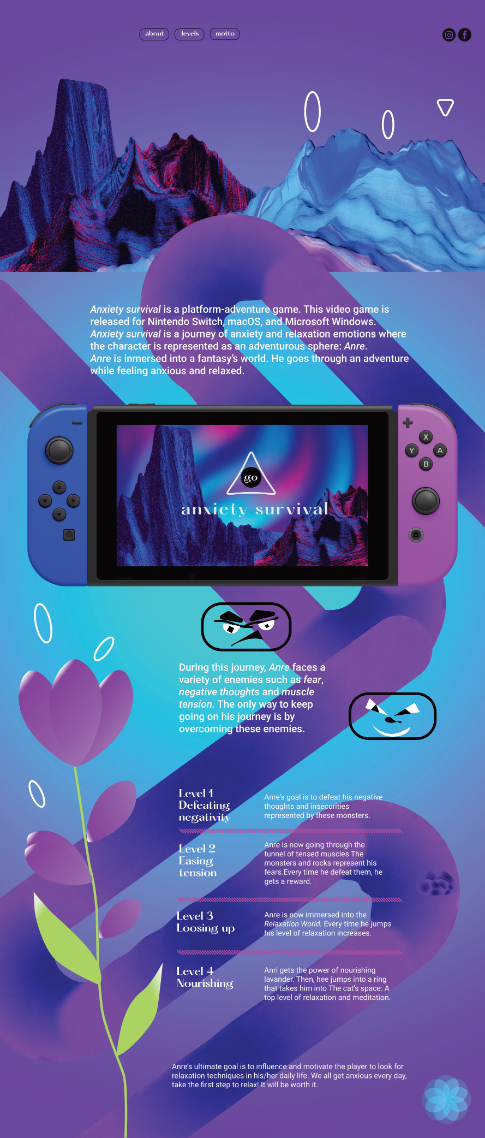 about levels motto
Anxiety survival is a platform-adventure game. This video game is
released for Nintendo Switch, macOS, and Microsoft Windows.
Anxiety survival is a journey of anxiety and relaxation emotions where
the character is represented as an adventurous sphere: Anre.
Anre is inmersed into a fantasy's world. He goes through an adventure
while feeling anxious and relaxed.
X
Y A
B
go
anxiety survival
During this journey, Anre faces a
variety of enemies such as fear,
negative thoughts and muscle
tension. The only way to keep
going on his journey is by
overcoming these enemies.
Level 1
Defeating
negativity
Anre's goal is to defeat his negative
thoughts and insecurities
represented by these monsters.
Level 2
Easing
tension
Anre is now going through the
tunnel of tensed muscles The
monsters and rocks represent his
fears.Every time he defeat them, he
gets a reward.
Level 3
Loosing up
Anre is now immersed into the
Relaxation World. Every time he jumps
his level of relaxation increases.
Level 4
Nourishing
Anri gets the power of nourishing
lavander. Then, hee jumps into a ring
that takes him into The cat's space: A
top level of relaxation and meditation.
Anre's ultimate goal is to influence and motivate the player to look for
relaxation techniques in his/her daily life. We all get anxious every day,
take the first step to relax! It will be worth it.